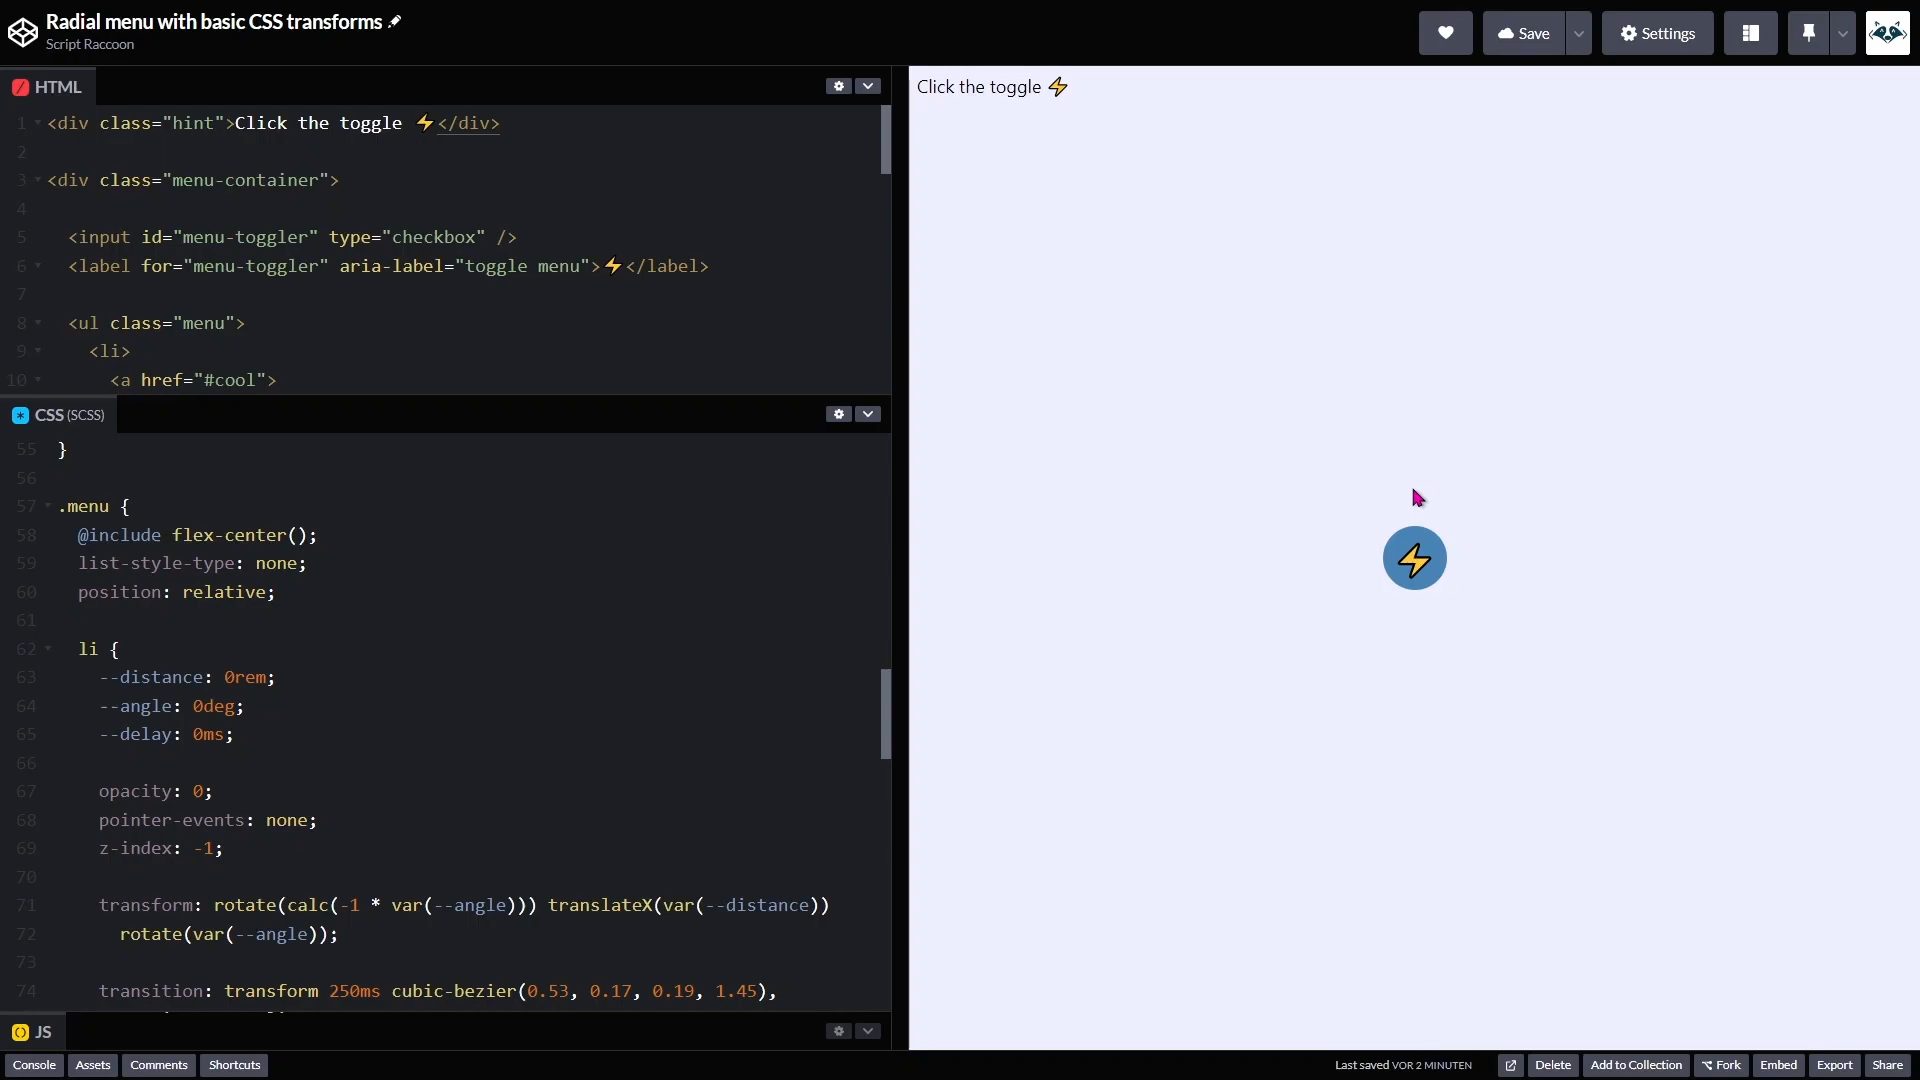 Radial menu with basic CSS transforms
Script Raccoon
Save
Settings
HTML
1 <div class="hint">Click the toggle ⚡</div>
2
3 <div class="menu-container">
4
5 <input id="menu-toggler" type="checkbox" />
6 <label for="menu-toggler" aria-label="toggle menu">⚡</label>
7
8 <ul class="menu">
9 <li>
10 <a href="#cool">
CSS (SCSS)
55 }
56
57 .menu {
58 @include flex-center();
59 list-style-type: none;
60 position: relative;
61
62 li {
63 --distance: 0rem;
64 --angle: 0deg;
65 --delay: 0ms;
66
67 opacity: 0;
68 pointer-events: none;
69 z-index: -1;
70
71 transform: rotate(calc(-1 * var(--angle))) translateX(var(--distance))
72 rotate(var(--angle));
73
74 transition: transform 250ms cubic-bezier(0.53, 0.17, 0.19, 1.45),
JS
Click the toggle ⚡
⚡
Console Assets Comments Shortcuts
Last saved VOR 2 MINUTEN
Delete Add to Collection Fork Embed Export Share